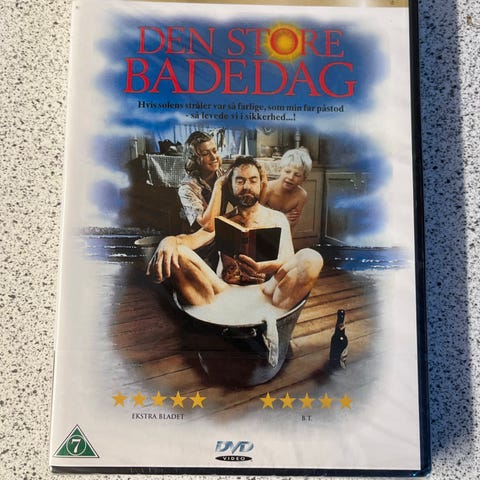 DEN STORE
BADEDAG
Hvis solens stråler var så farlige, som min far påstod
- så levede vi i sikkerhed...!
EKSTRA BLADET
B.T.
7
DVD
VIDEO